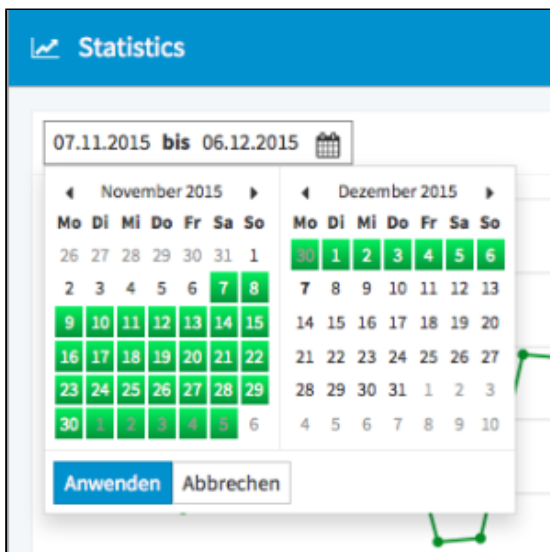 Statistics
07.11.2015 bis 06.12.2015
November 2015
Mo Di Mi Do Fr Sa So
26 27 28 29 30 31 1
2 3 4 5 6 7 8
9 10 11 12 13 14 15
16 17 18 19 20 21 22
23 24 25 26 27 28 29
30 1 2 3 4 5 6
Dezember 2015
Mo Di Mi Do Fr Sa So
30 1 2 3 4 5 6
7 8 9 10 11 12 13
14 15 16 17 18 19 20
21 22 23 24 25 26 27
28 29 30 31 1 2 3
4 5 6 7 8 9 10
Anwenden Abbrechen